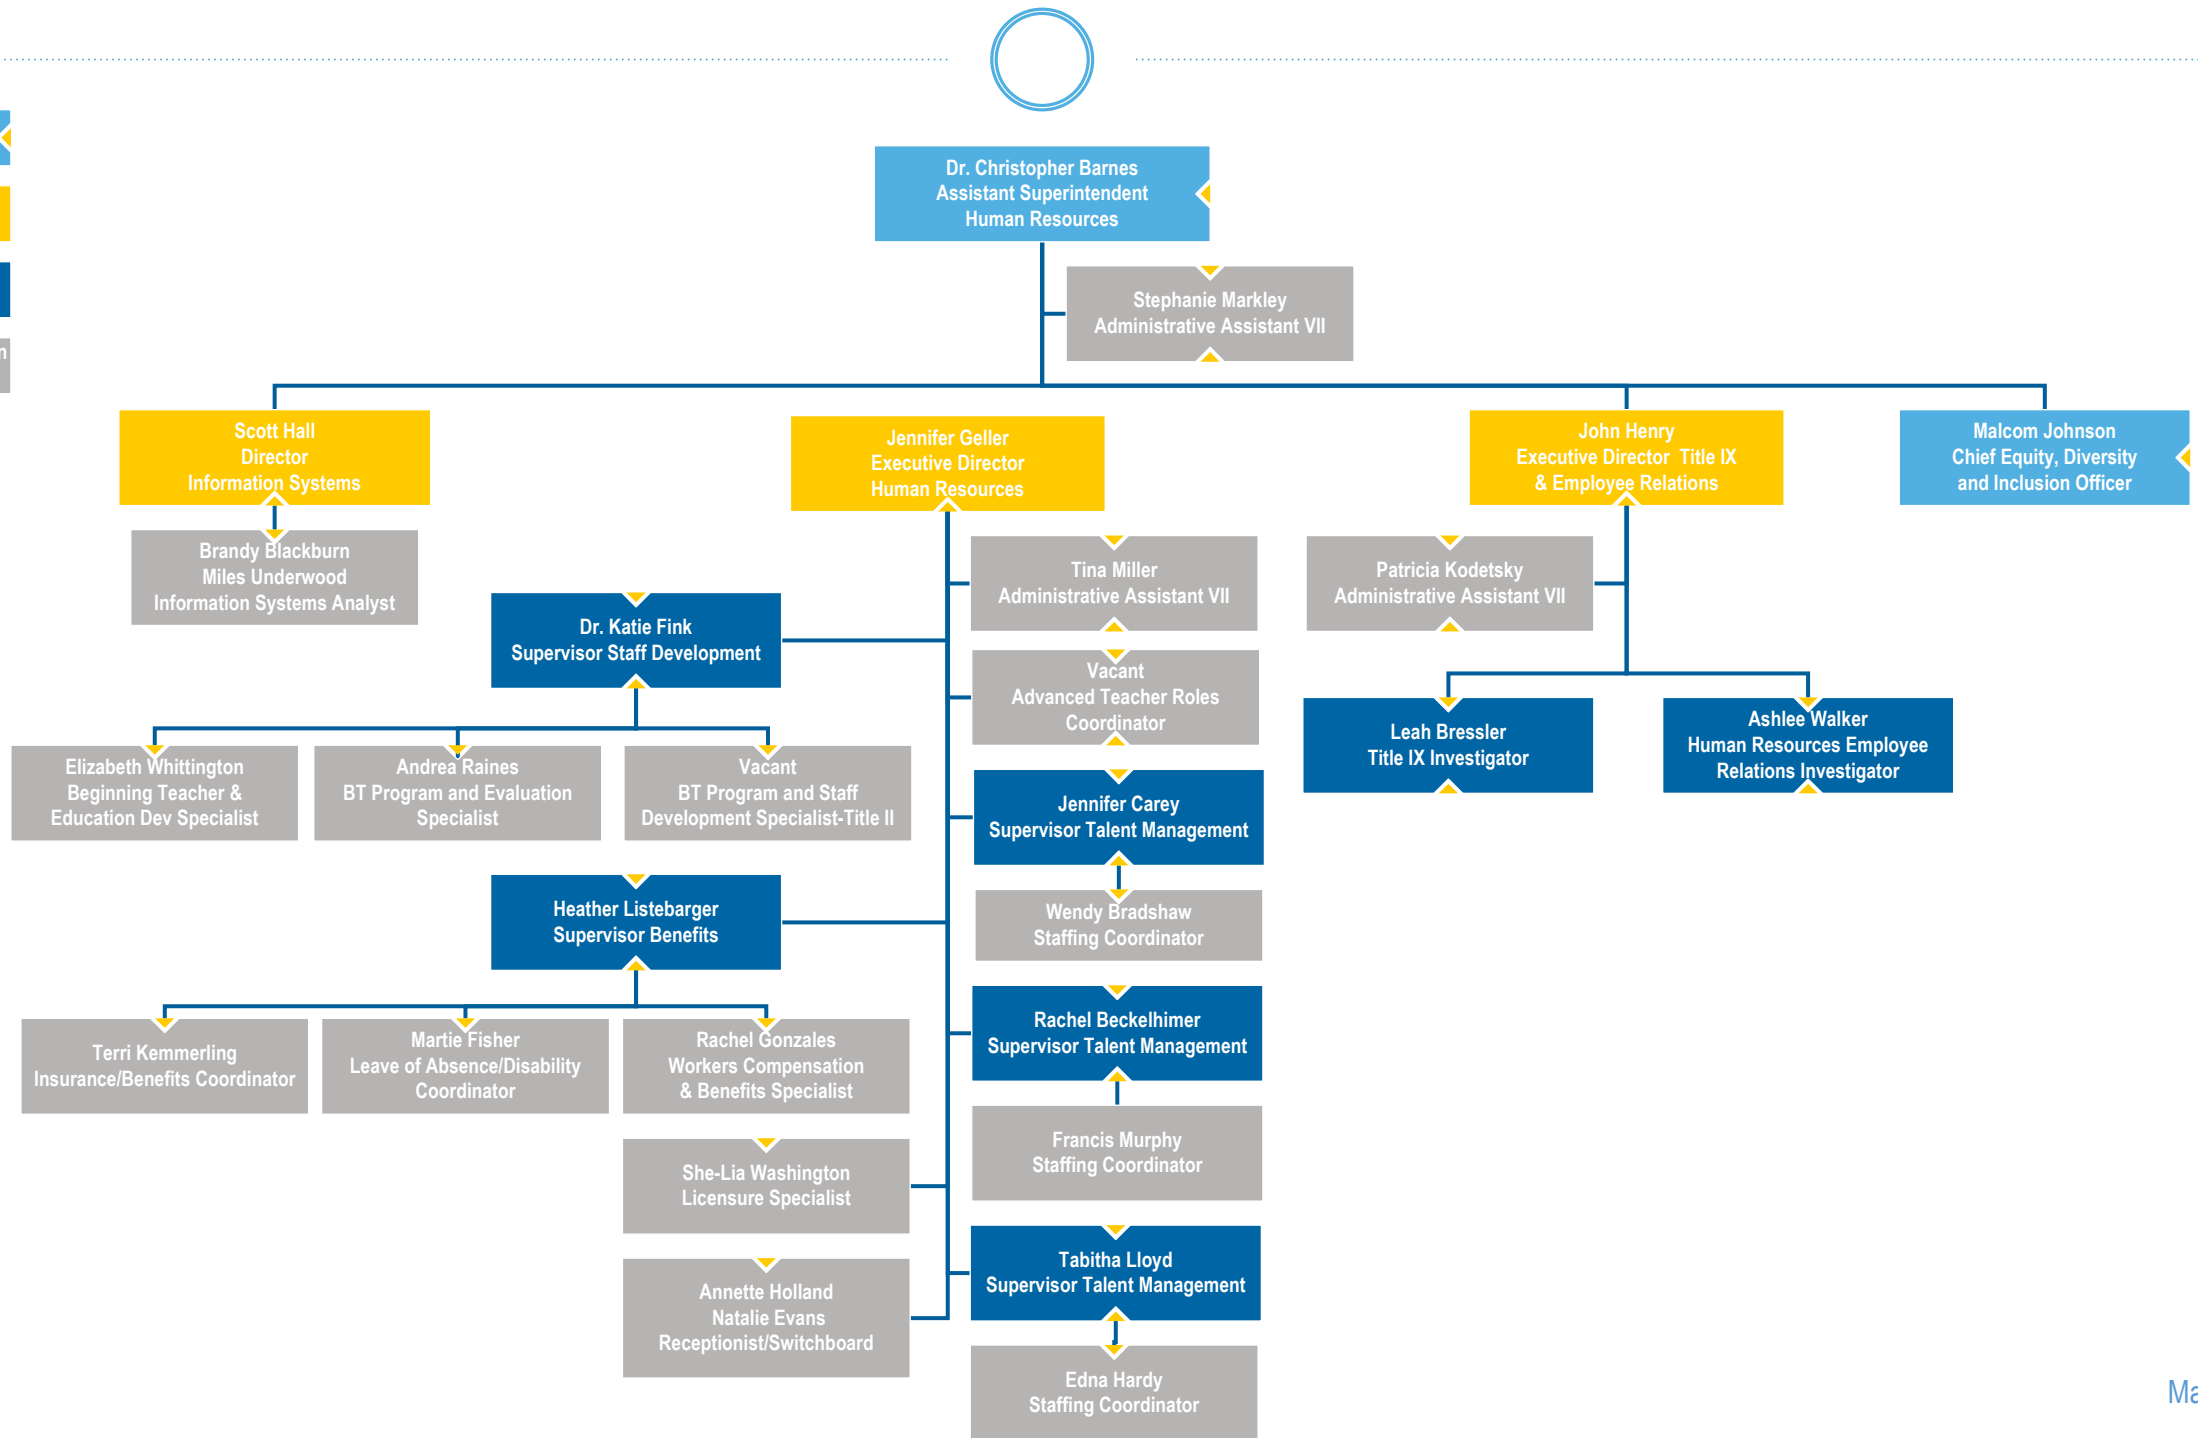 Dr. Christopher Barnes
Assistant Superintendent
Human Resources
Stephanie Markley
Administrative Assistant VII
Scott Hall
Director
Information Systems
Jennifer Geller
Executive Director
Human Resources
John Henry
Executive Director Title IX
& Employee Relations
Malcom Johnson
Chief Equity, Diversity
and Inclusion Officer
Brandy Blackburn
Miles Underwood
Information Systems Analyst
Dr. Katie Fink
Supervisor Staff Development
Tina Miller
Administrative Assistant VII
Patricia Kodetsky
Administrative Assistant VII
Vacant
Advanced Teacher Roles
Coordinator
Leah Bressler
Title IX Investigator
Ashlee Walker
Human Resources Employee
Relations Investigator
Elizabeth Whittington
Beginning Teacher &
Education Dev Specialist
Andrea Raines
BT Program and Evaluation
Specialist
Vacant
BT Program and Staff
Development Specialist-Title II
Jennifer Carey
Supervisor Talent Management
Heather Listebarger
Supervisor Benefits
Wendy Bradshaw
Staffing Coordinator
Terri Kemmerling
Insurance/Benefits Coordinator
Martie Fisher
Leave of Absence/Disability
Coordinator
Rachel Gonzales
Workers Compensation
& Benefits Specialist
Rachel Beckelhimer
Supervisor Talent Management
Francis Murphy
Staffing Coordinator
She-Lia Washington
Licensure Specialist
Tabitha Lloyd
Supervisor Talent Management
Annette Holland
Natalie Evans
Receptionist/Switchboard
Edna Hardy
Staffing Coordinator